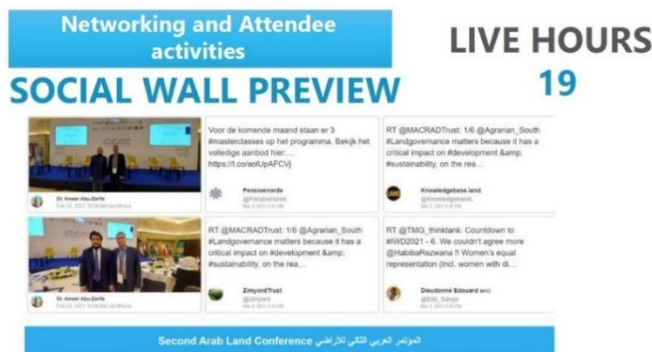 Networking and Attendee
activities
LIVE HOURS
19
SOCIAL WALL PREVIEW
Dr. Anwer Abu-Zarifa
Voor de komende maand staan er 3
#masterclasses op het programma. Bekijk het
volledige aanbod hier:...
https://t.co/aolUpAFCVj
Pensioenorde
@Pensioenorde
RT @MACRADTrust: 1/6 @Agrarian_South
#Landgovernance matters because it has a
critical impact on #development &amp;
#sustainability, on the rea...
Knowledgebase.land
Dr. Anwer Abu-Zarifa
RT @MACRADTrust: 1/6 @Agrarian_South
#Landgovernance matters because it has a
critical impact on #development &amp;
#sustainability, on the rea...
ZimyordTrust
@zimyord
RT @TMG_thinktank: Countdown to
#IWD2021 - 6. We couldn't agree more
@HabibaRezwana !! Women's equal
representation (incl. women with di...
Dieudonné Edouard
@Edo_Sango
Second Arab Land Conference المؤتمر العربي الثاني للأراضي